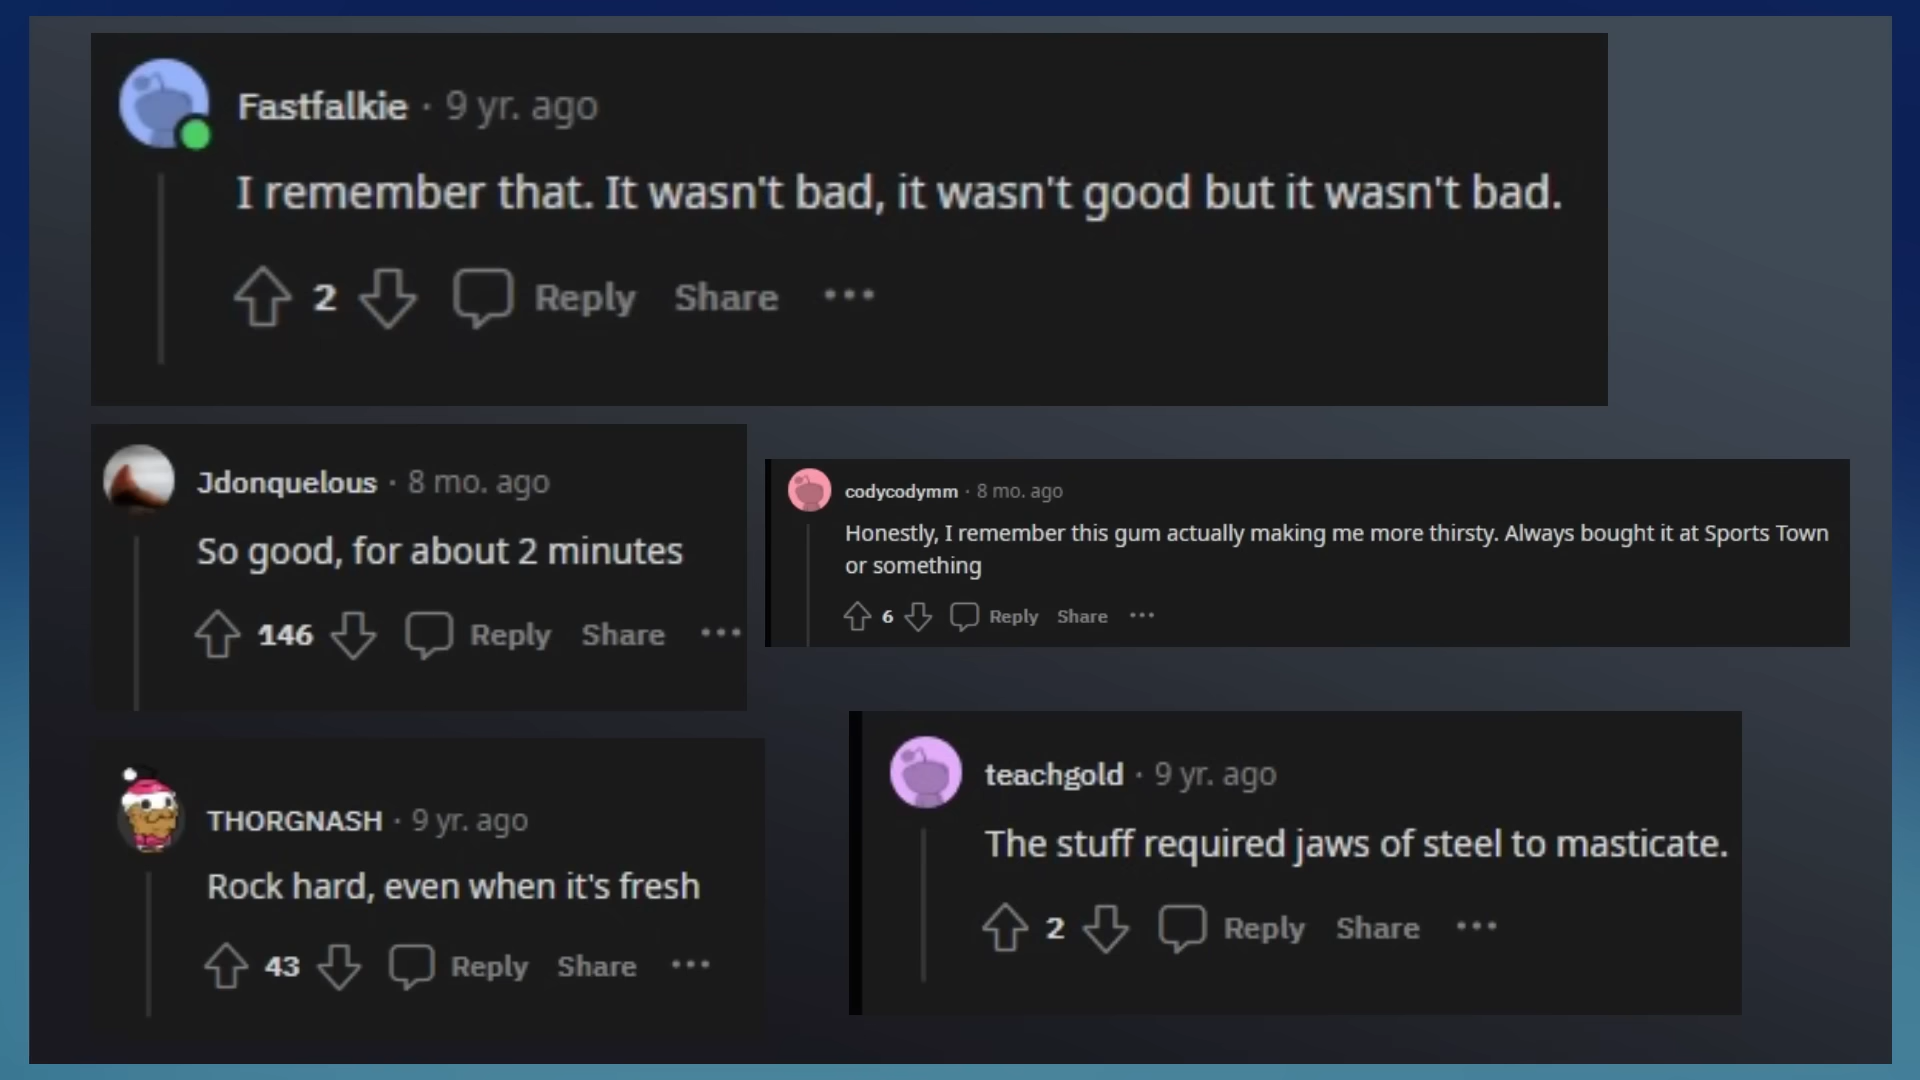 Fastfalkie · 9 yr. ago
I remember that. It wasn't bad, it wasn't good but it wasn't bad.
2 Reply Share ···
Jdonquelous · 8 mo. ago
So good, for about 2 minutes
146 Reply Share ···
codycodymm · 8 mo. ago
Honestly, I remember this gum actually making me more thirsty. Always bought it at Sports Town
or something
6 Reply Share ···
THORGNASH · 9 yr. ago
Rock hard, even when it's fresh
43 Reply Share ···
teachgold · 9 yr. ago
The stuff required jaws of steel to masticate.
2 Reply Share ···